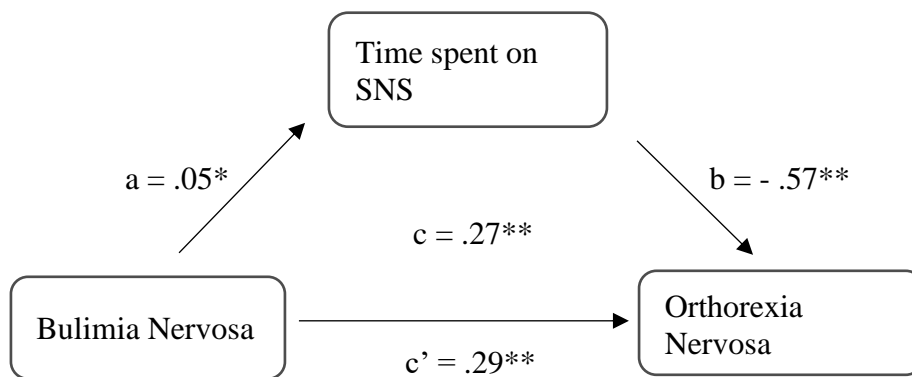 Time spent on
SNS
a = .05*
b = - .57**
c = .27**
Bulimia Nervosa
Orthorexia
Nervosa
c’ = .29**